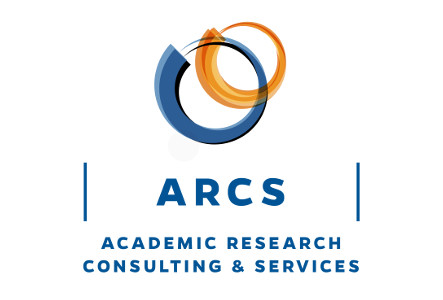 ARCS
ACADEMIC RESEARCH
CONSULTING & SERVICES